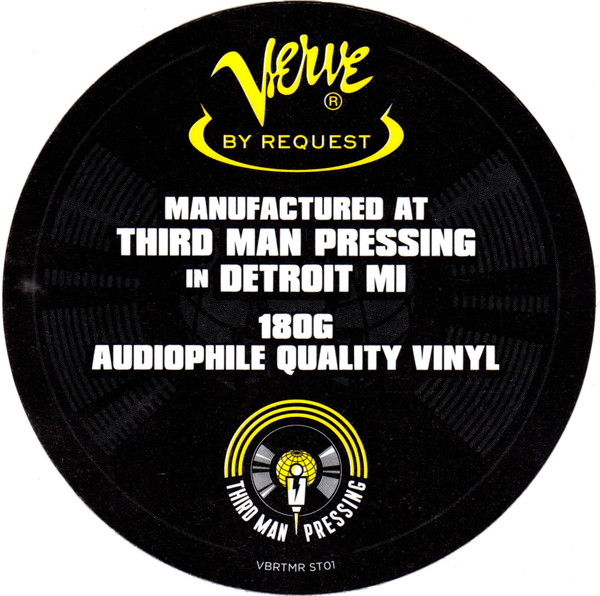 Verve
®
BY REQUEST
MANUFACTURED AT
THIRD MAN PRESSING
IN DETROIT MI
180G
AUDIOPHILE QUALITY VINYL
THIRD MAN PRESSING
VBRTMR ST01